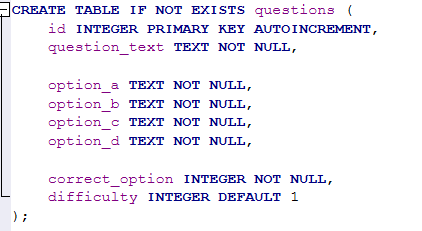 CREATE TABLE IF NOT EXISTS questions (
    id INTEGER PRIMARY KEY AUTOINCREMENT,
    question_text TEXT NOT NULL,

    option_a TEXT NOT NULL,
    option_b TEXT NOT NULL,
    option_c TEXT NOT NULL,
    option_d TEXT NOT NULL,

    correct_option INTEGER NOT NULL,
    difficulty INTEGER DEFAULT 1
);